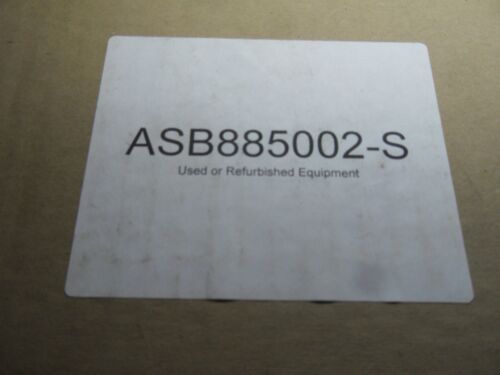 ASB885002-S
Used or Refurbished Equipment